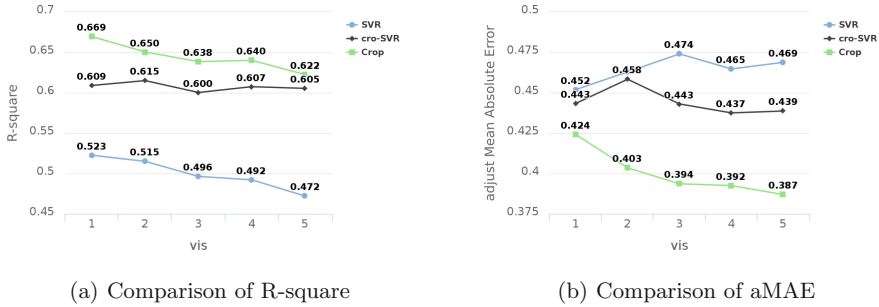 0.7
0.65
0.6
0.55
0.5
0.45
R-square
0.669
0.650
0.638
0.640
0.622
0.609
0.615
0.600
0.607
0.605
0.523
0.515
0.496
0.492
0.472
1 2 3 4 5
vis
SVR
cro-SVR
Crop
(a) Comparison of R-square
0.5
0.475
0.45
0.425
0.4
0.375
adjust Mean Absolute Error
0.452
0.474
0.465
0.469
0.443
0.458
0.443
0.437
0.439
0.424
0.403
0.394
0.392
0.387
1 2 3 4 5
vis
SVR
cro-SVR
Crop
(b) Comparison of aMAE